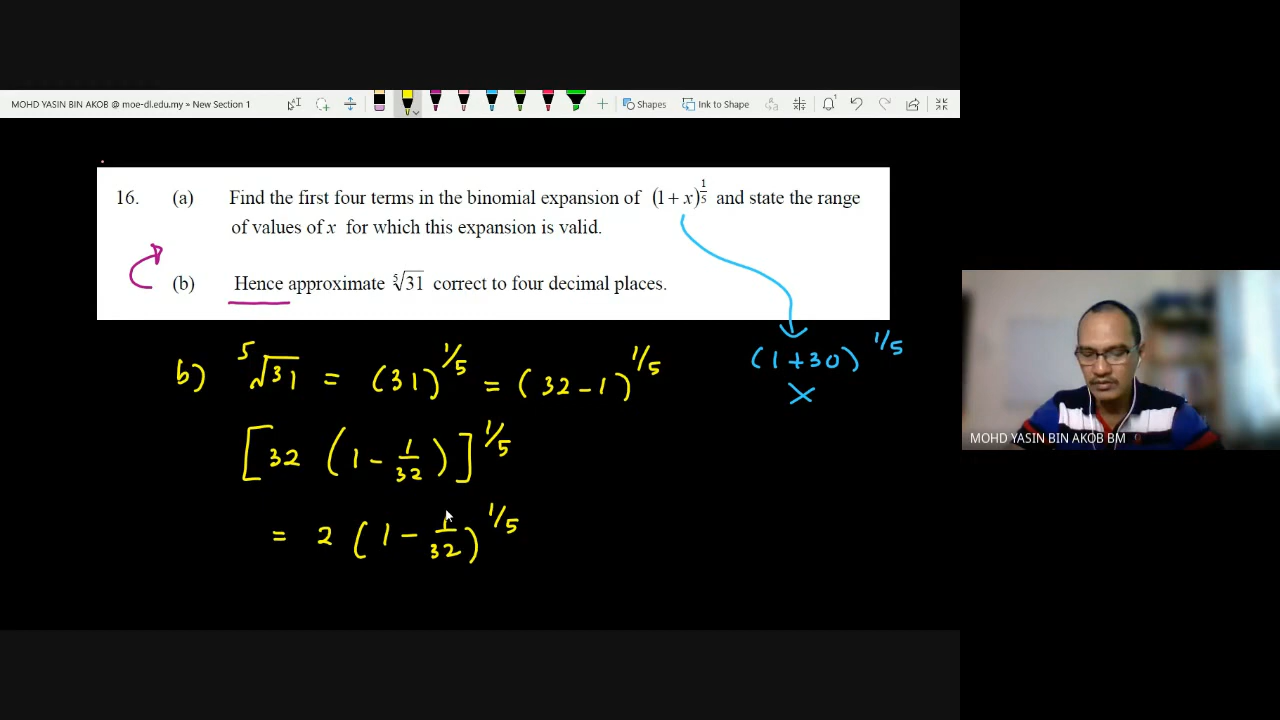 MOHD YASIN BIN AKOB @ moe-dl.edu.my » New Section 1
Shapes
Ink to Shape
16. (a) Find the first four terms in the binomial expansion of (1 + x)^(1/5) and state the range
of values of x for which this expansion is valid.
(b) Hence approximate ⁵√31 correct to four decimal places.
(1+30)^(1/5)
×
b) ⁵√31 = (31)^(1/5) = (32-1)^(1/5)
[32 (1 - 1/32)]^(1/5)
= 2 (1 - 1/32)^(1/5)
MOHD YASIN BIN AKOB BM